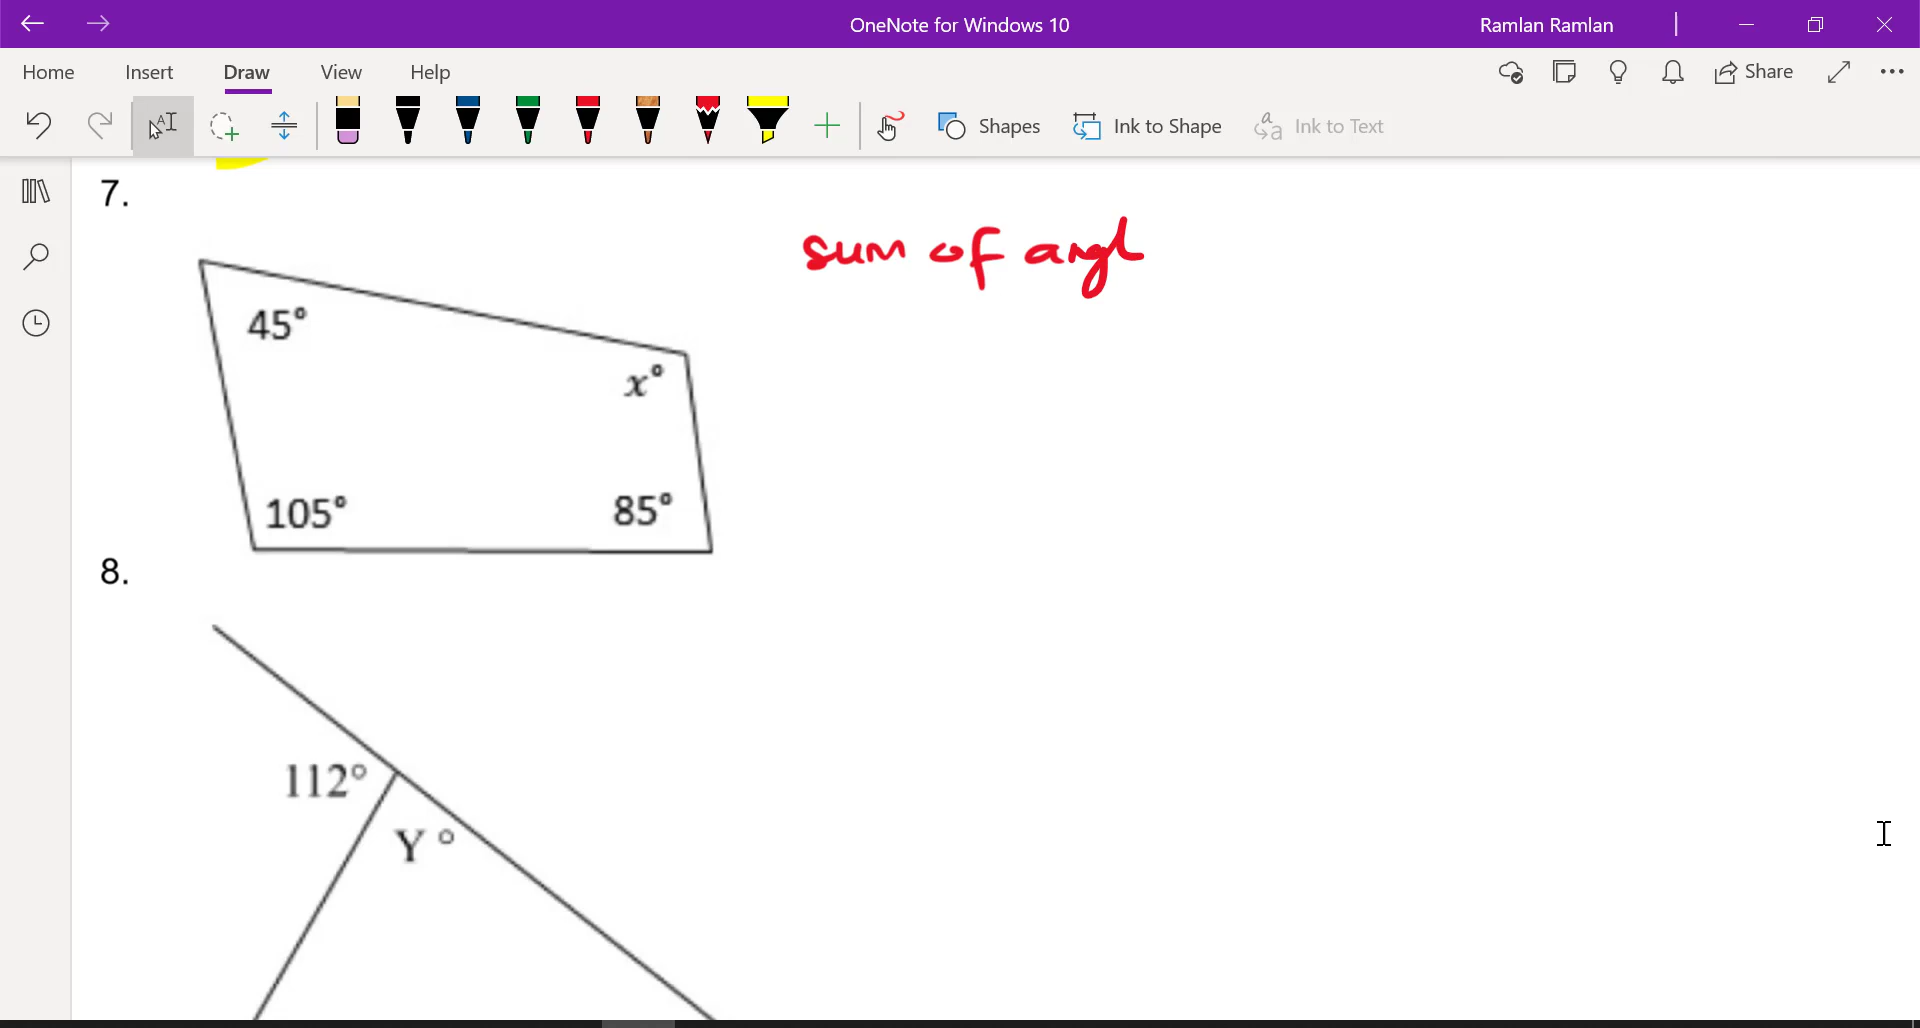 OneNote for Windows 10
Ramlan Ramlan
Home Insert Draw View Help
Share
Shapes Ink to Shape Ink to Text
7.
sum of angl
45°
x°
105° 85°
8.
112°
Y°